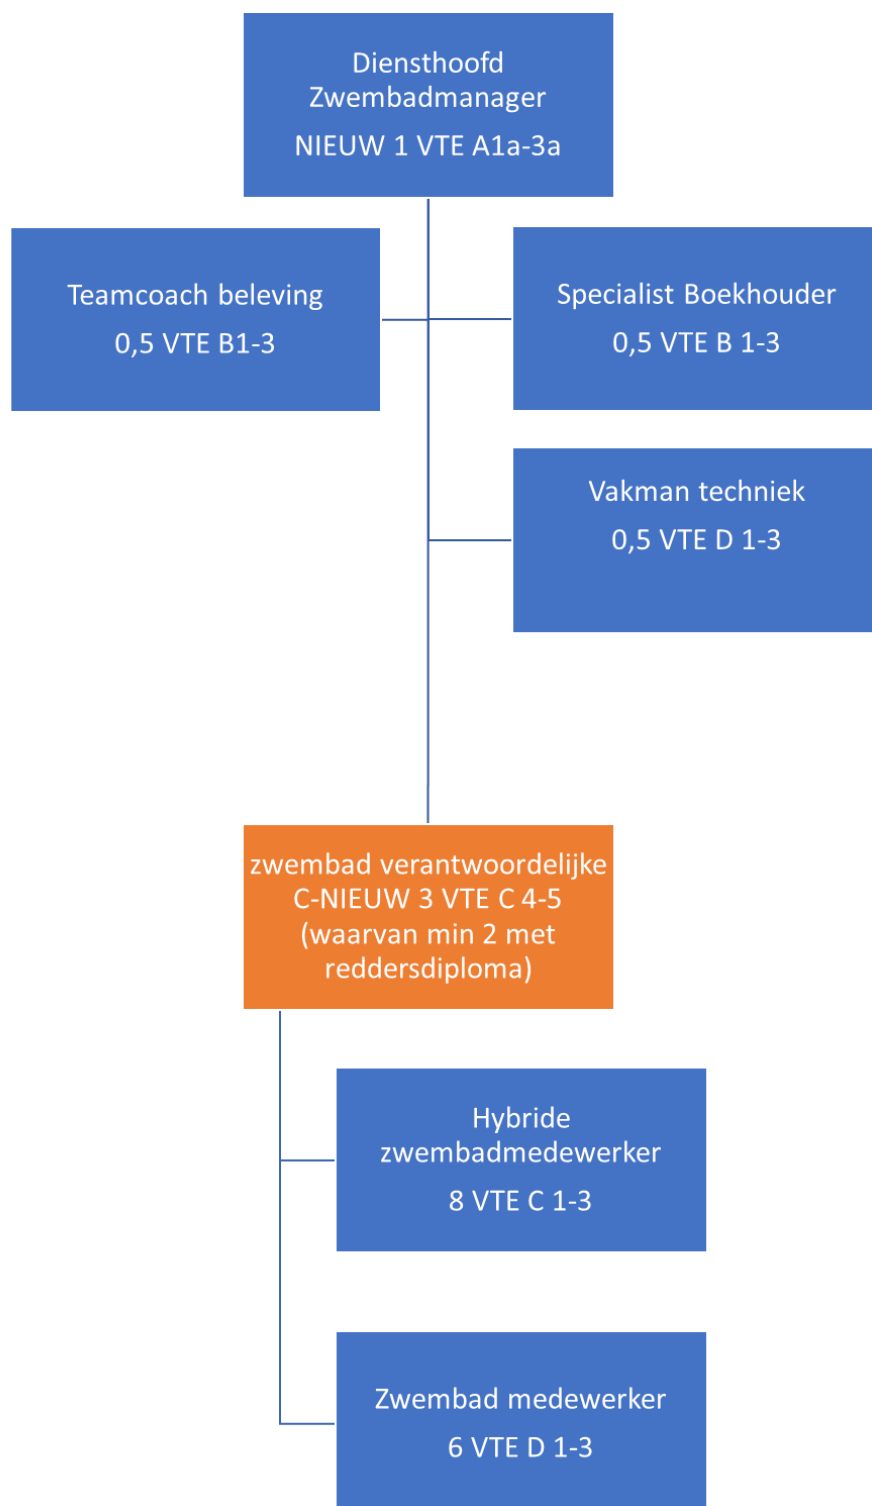 Diensthoofd
Zwembadmanager
NIEUW 1 VTE A1a-3a
Teamcoach beleving
0,5 VTE B1-3
Specialist Boekhouder
0,5 VTE B 1-3
Vakman techniek
0,5 VTE D 1-3
zwembad verantwoordelijke
C-NIEUW 3 VTE C 4-5
(waarvan min 2 met
reddersdiploma)
Hybride
zwembadmedewerker
8 VTE C 1-3
Zwembad medewerker
6 VTE D 1-3